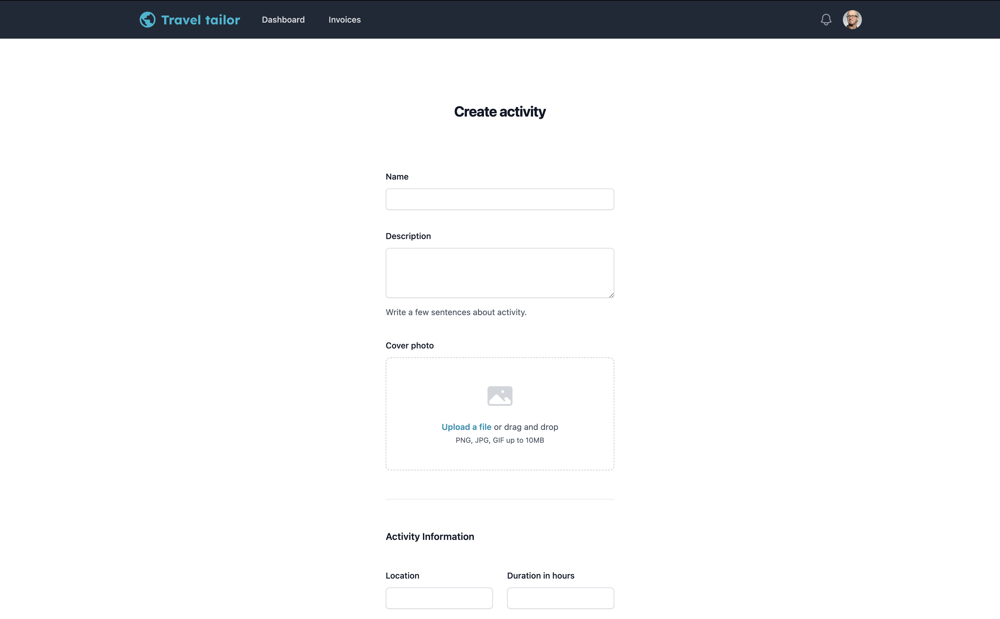 Travel tailor Dashboard Invoices
Create activity
Name
Description
Write a few sentences about activity.
Cover photo
Upload a file or drag and drop
PNG, JPG, GIF up to 10MB
Activity Information
Location Duration in hours